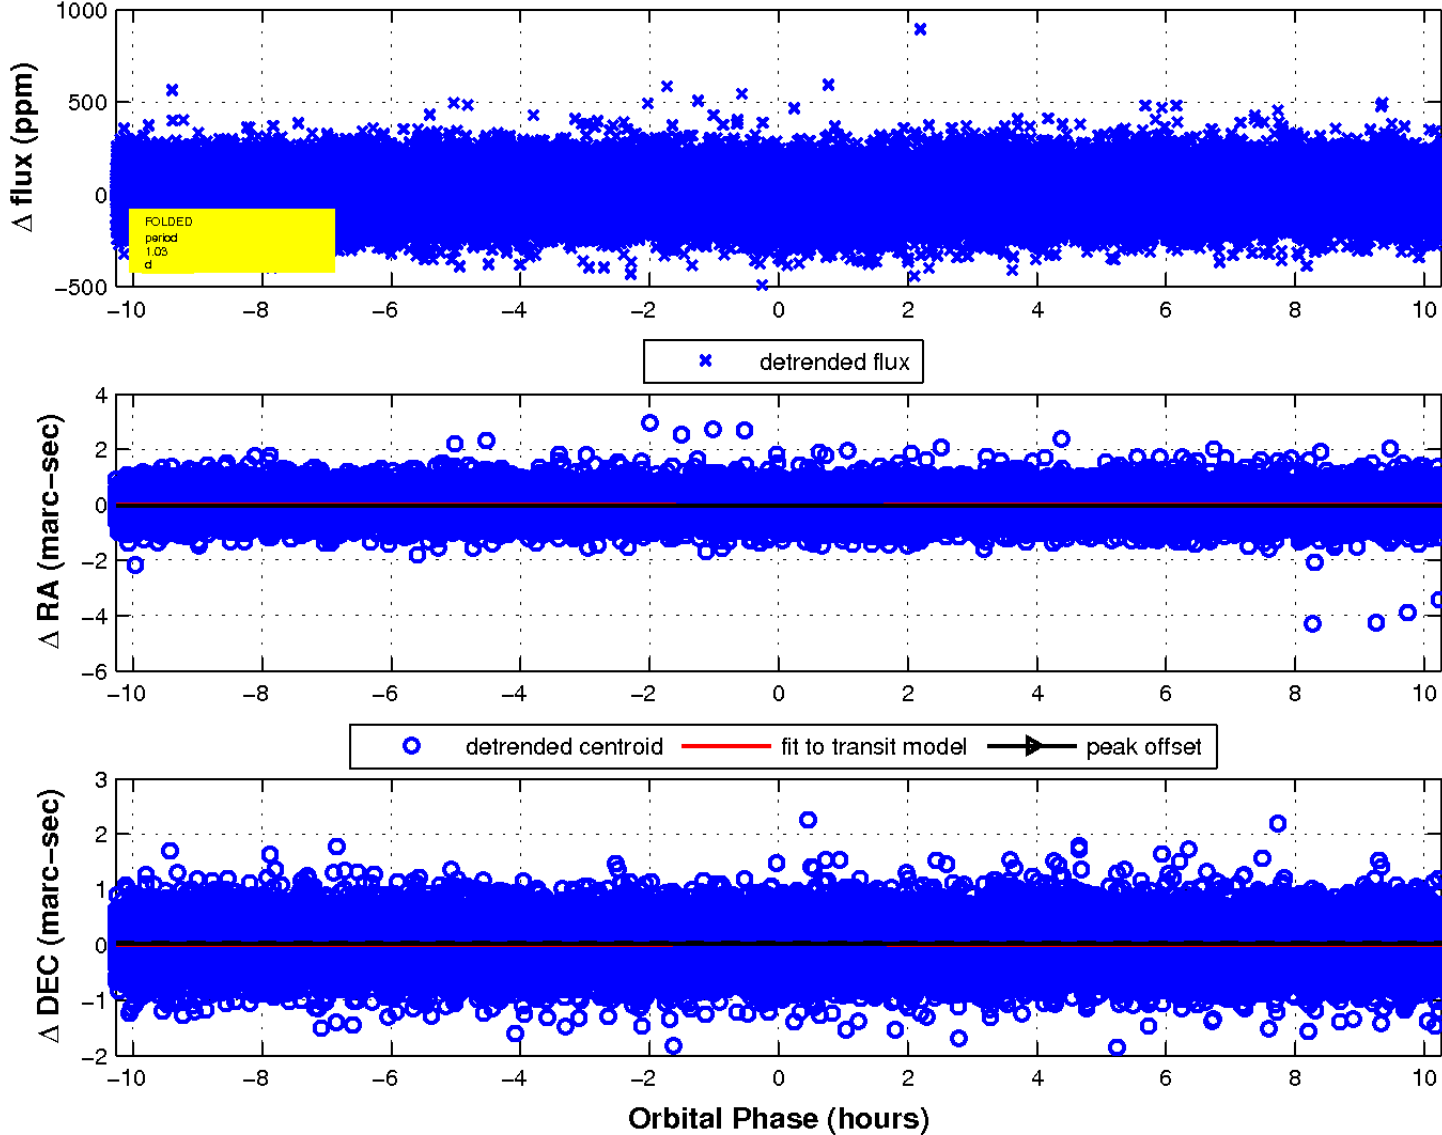 1000
500
0
−500
Δ flux (ppm)
FOLDED
period
1.03
d
−10 −8 −6 −4 −2 0 2 4 6 8 10
detrended flux
4
2
0
−2
−4
−6
Δ RA (marc−sec)
−10 −8 −6 −4 −2 0 2 4 6 8 10
detrended centroid fit to transit model peak offset
3
2
1
0
−1
−2
Δ DEC (marc−sec)
−10 −8 −6 −4 −2 0 2 4 6 8 10
Orbital Phase (hours)